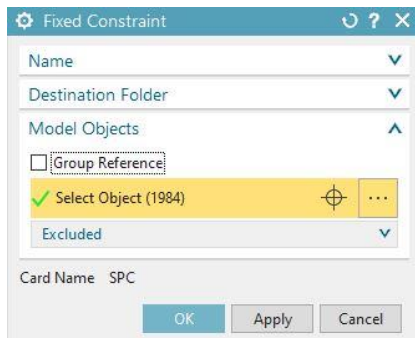 Fixed Constraint
Name
Destination Folder
Model Objects
Group Reference
Select Object (1984)
Excluded
Card Name SPC
OK Apply Cancel